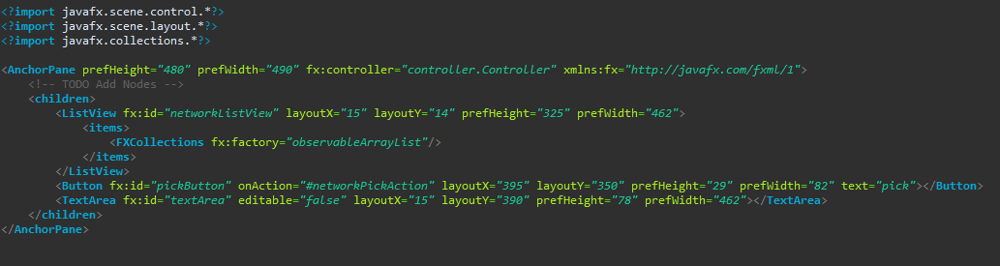 <?import javafx.scene.control.*?>
<?import javafx.scene.layout.*?>
<?import javafx.collections.*?>
<AnchorPane prefHeight="480" prefWidth="490" fx:controller="controller.Controller" xmlns:fx="http://javafx.com/fxml/1">
<!-- TODO Add Nodes -->
<children>
<ListView fx:id="networkListView" layoutX="15" layoutY="14" prefHeight="325" prefWidth="462">
<items>
<FXCollections fx:factory="observableArrayList"/>
</items>
</ListView>
<Button fx:id="pickButton" onAction="#networkPickAction" layoutX="395" layoutY="350" prefHeight="29" prefWidth="82" text="pick"></Button>
<TextArea fx:id="textArea" editable="false" layoutX="15" layoutY="390" prefHeight="78" prefWidth="462"></TextArea>
</children>
</AnchorPane>